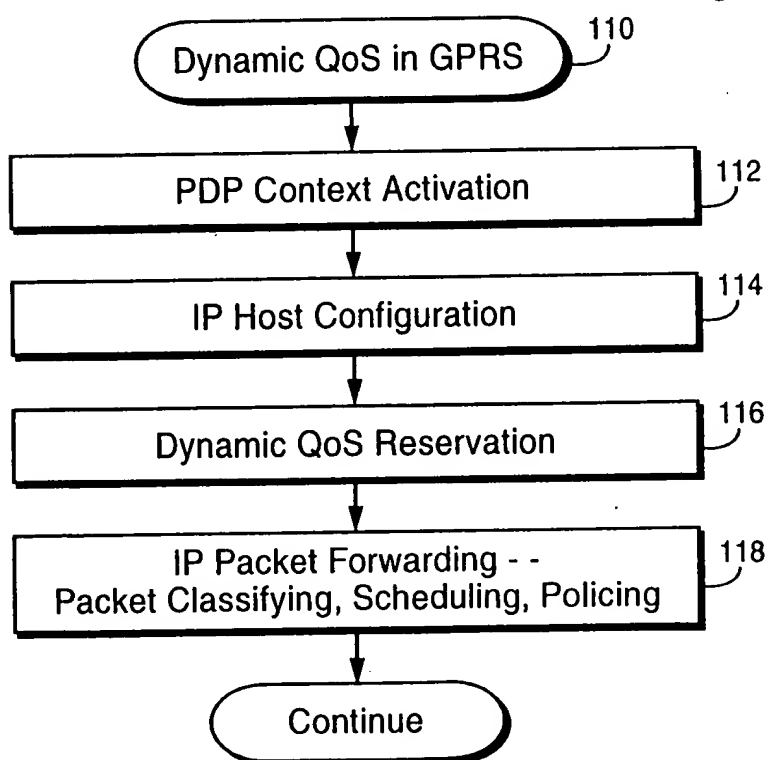 Dynamic QoS in GPRS
110
PDP Context Activation
112
IP Host Configuration
114
Dynamic QoS Reservation
116
IP Packet Forwarding - -
Packet Classifying, Scheduling, Policing
118
Continue